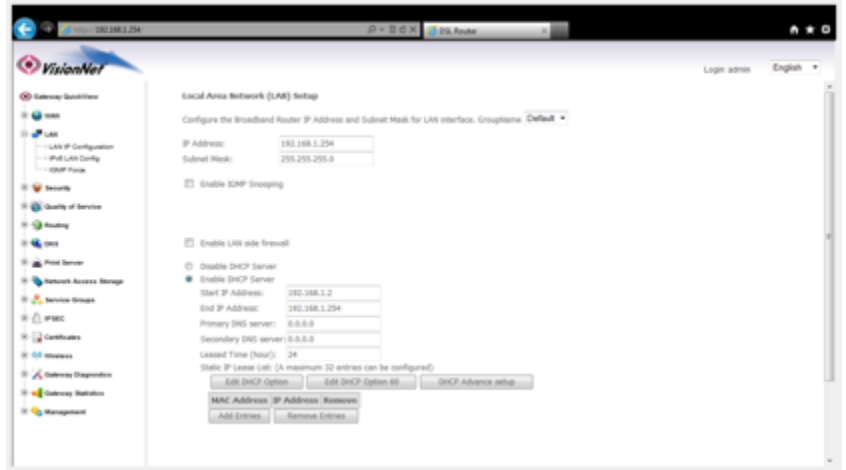 http://192.168.1.254
DSL Router
VisionNet
Login: admin
English
Gateway QuickView
WAN
LAN
LAN IP Configuration
IPv6 LAN Config
IGMP Force
Security
Quality of Service
Routing
DNS
Print Server
Network Access Storage
Service Groups
IPSEC
Certificates
Wireless
Gateway Diagnostics
Gateway Statistics
Management
Local Area Network (LAN) Setup
Configure the Broadband Router IP Address and Subnet Mask for LAN interface. GroupName Default
IP Address: 192.168.1.254
Subnet Mask: 255.255.255.0
Enable IGMP Snooping
Enable LAN side firewall
Disable DHCP Server
Enable DHCP Server
Start IP Address: 192.168.1.2
End IP Address: 192.168.1.254
Primary DNS server: 0.0.0.0
Secondary DNS server: 0.0.0.0
Leased Time (hour): 24
Static IP Lease List: (A maximum 32 entries can be configured)
Edit DHCP Option Edit DHCP Option 60 DHCP Advance setup
MAC Address IP Address Remove
Add Entries Remove Entries